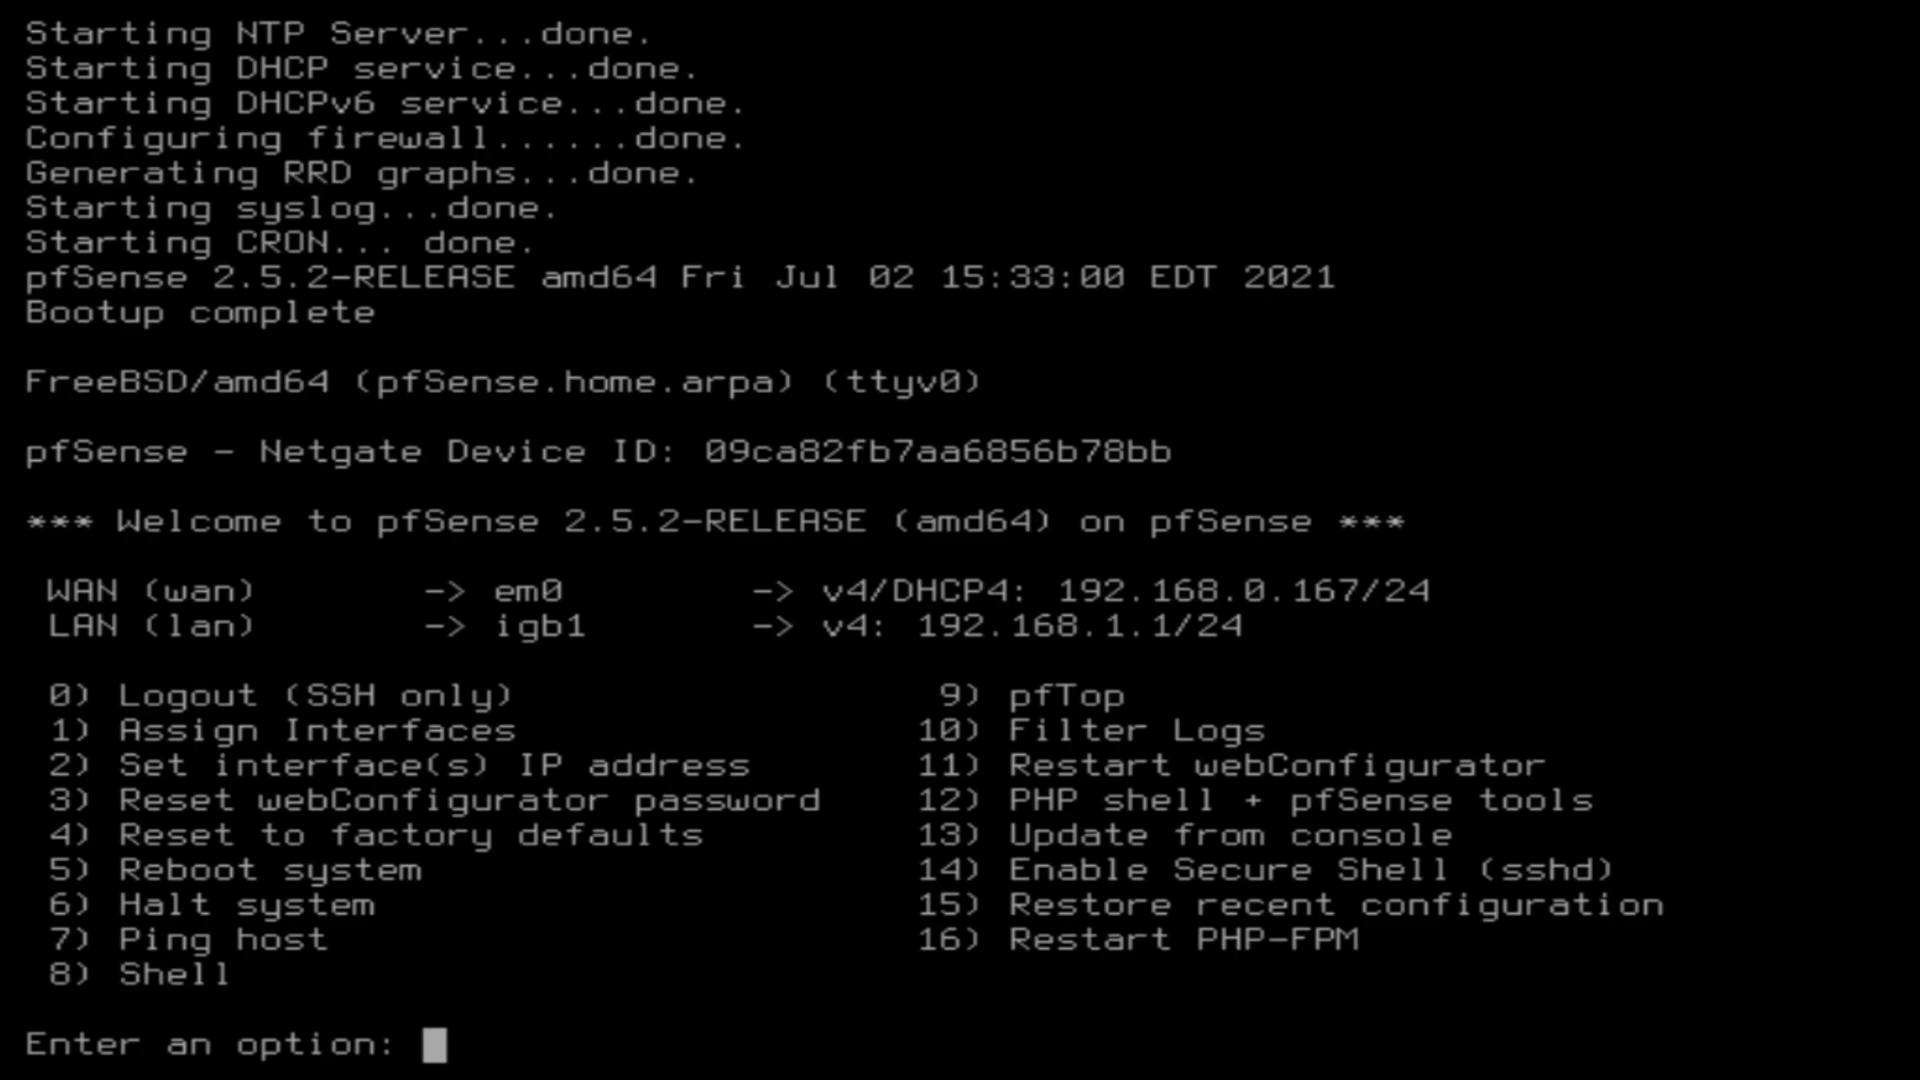 Starting NTP Server...done.
Starting DHCP service...done.
Starting DHCPv6 service...done.
Configuring firewall......done.
Generating RRD graphs...done.
Starting syslog...done.
Starting CRON... done.
pfSense 2.5.2-RELEASE amd64 Fri Jul 02 15:33:00 EDT 2021
Bootup complete

FreeBSD/amd64 (pfSense.home.arpa) (ttyv0)

pfSense - Netgate Device ID: 09ca82fb7aa6856b78bb

*** Welcome to pfSense 2.5.2-RELEASE (amd64) on pfSense ***

 WAN (wan)       -> em0        -> v4/DHCP4: 192.168.0.167/24
 LAN (lan)       -> igb1       -> v4: 192.168.1.1/24

 0) Logout (SSH only)                  9) pfTop
 1) Assign Interfaces                 10) Filter Logs
 2) Set interface(s) IP address       11) Restart webConfigurator
 3) Reset webConfigurator password    12) PHP shell + pfSense tools
 4) Reset to factory defaults         13) Update from console
 5) Reboot system                     14) Enable Secure Shell (sshd)
 6) Halt system                       15) Restore recent configuration
 7) Ping host                         16) Restart PHP-FPM
 8) Shell

Enter an option: